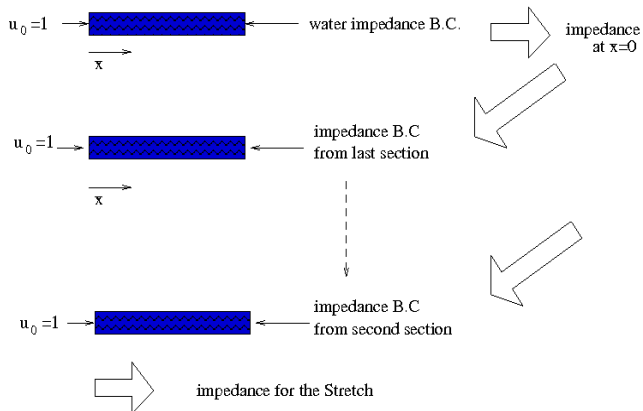 u0=1
water impedance B.C.
impedance
at x=0
x
u0=1
impedance B.C
from last section
x
u0=1
impedance B.C
from second section
impedance for the Stretch